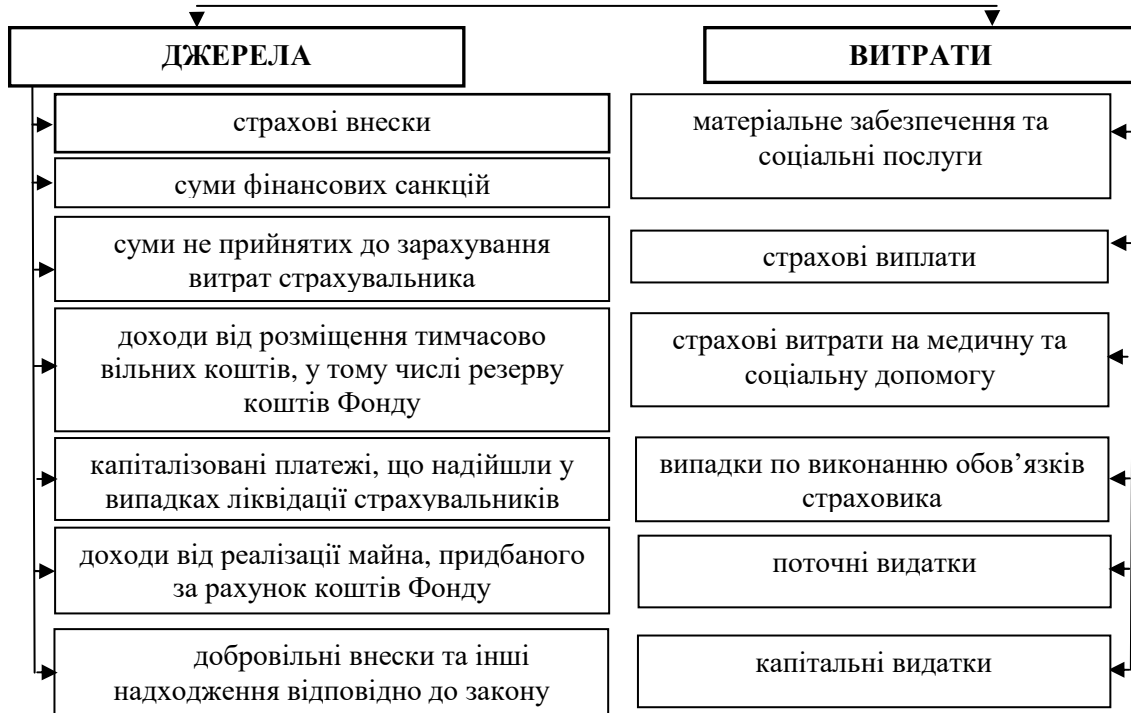 ДЖЕРЕЛА
страхові внески
суми фінансових санкцій
суми не прийнятих до зарахування
витрат страхувальника
доходи від розміщення тимчасово
вільних коштів, у тому числі резерву
коштів Фонду
капіталізовані платежі, що надійшли у
випадках ліквідації страхувальників
доходи від реалізації майна, придбаного
за рахунок коштів Фонду
добровільні внески та інші
надходження відповідно до закону
ВИТРАТИ
матеріальне забезпечення та
соціальні послуги
страхові виплати
страхові витрати на медичну та
соціальну допомогу
випадки по виконанню обов’язків
страховика
поточні видатки
капітальні видатки